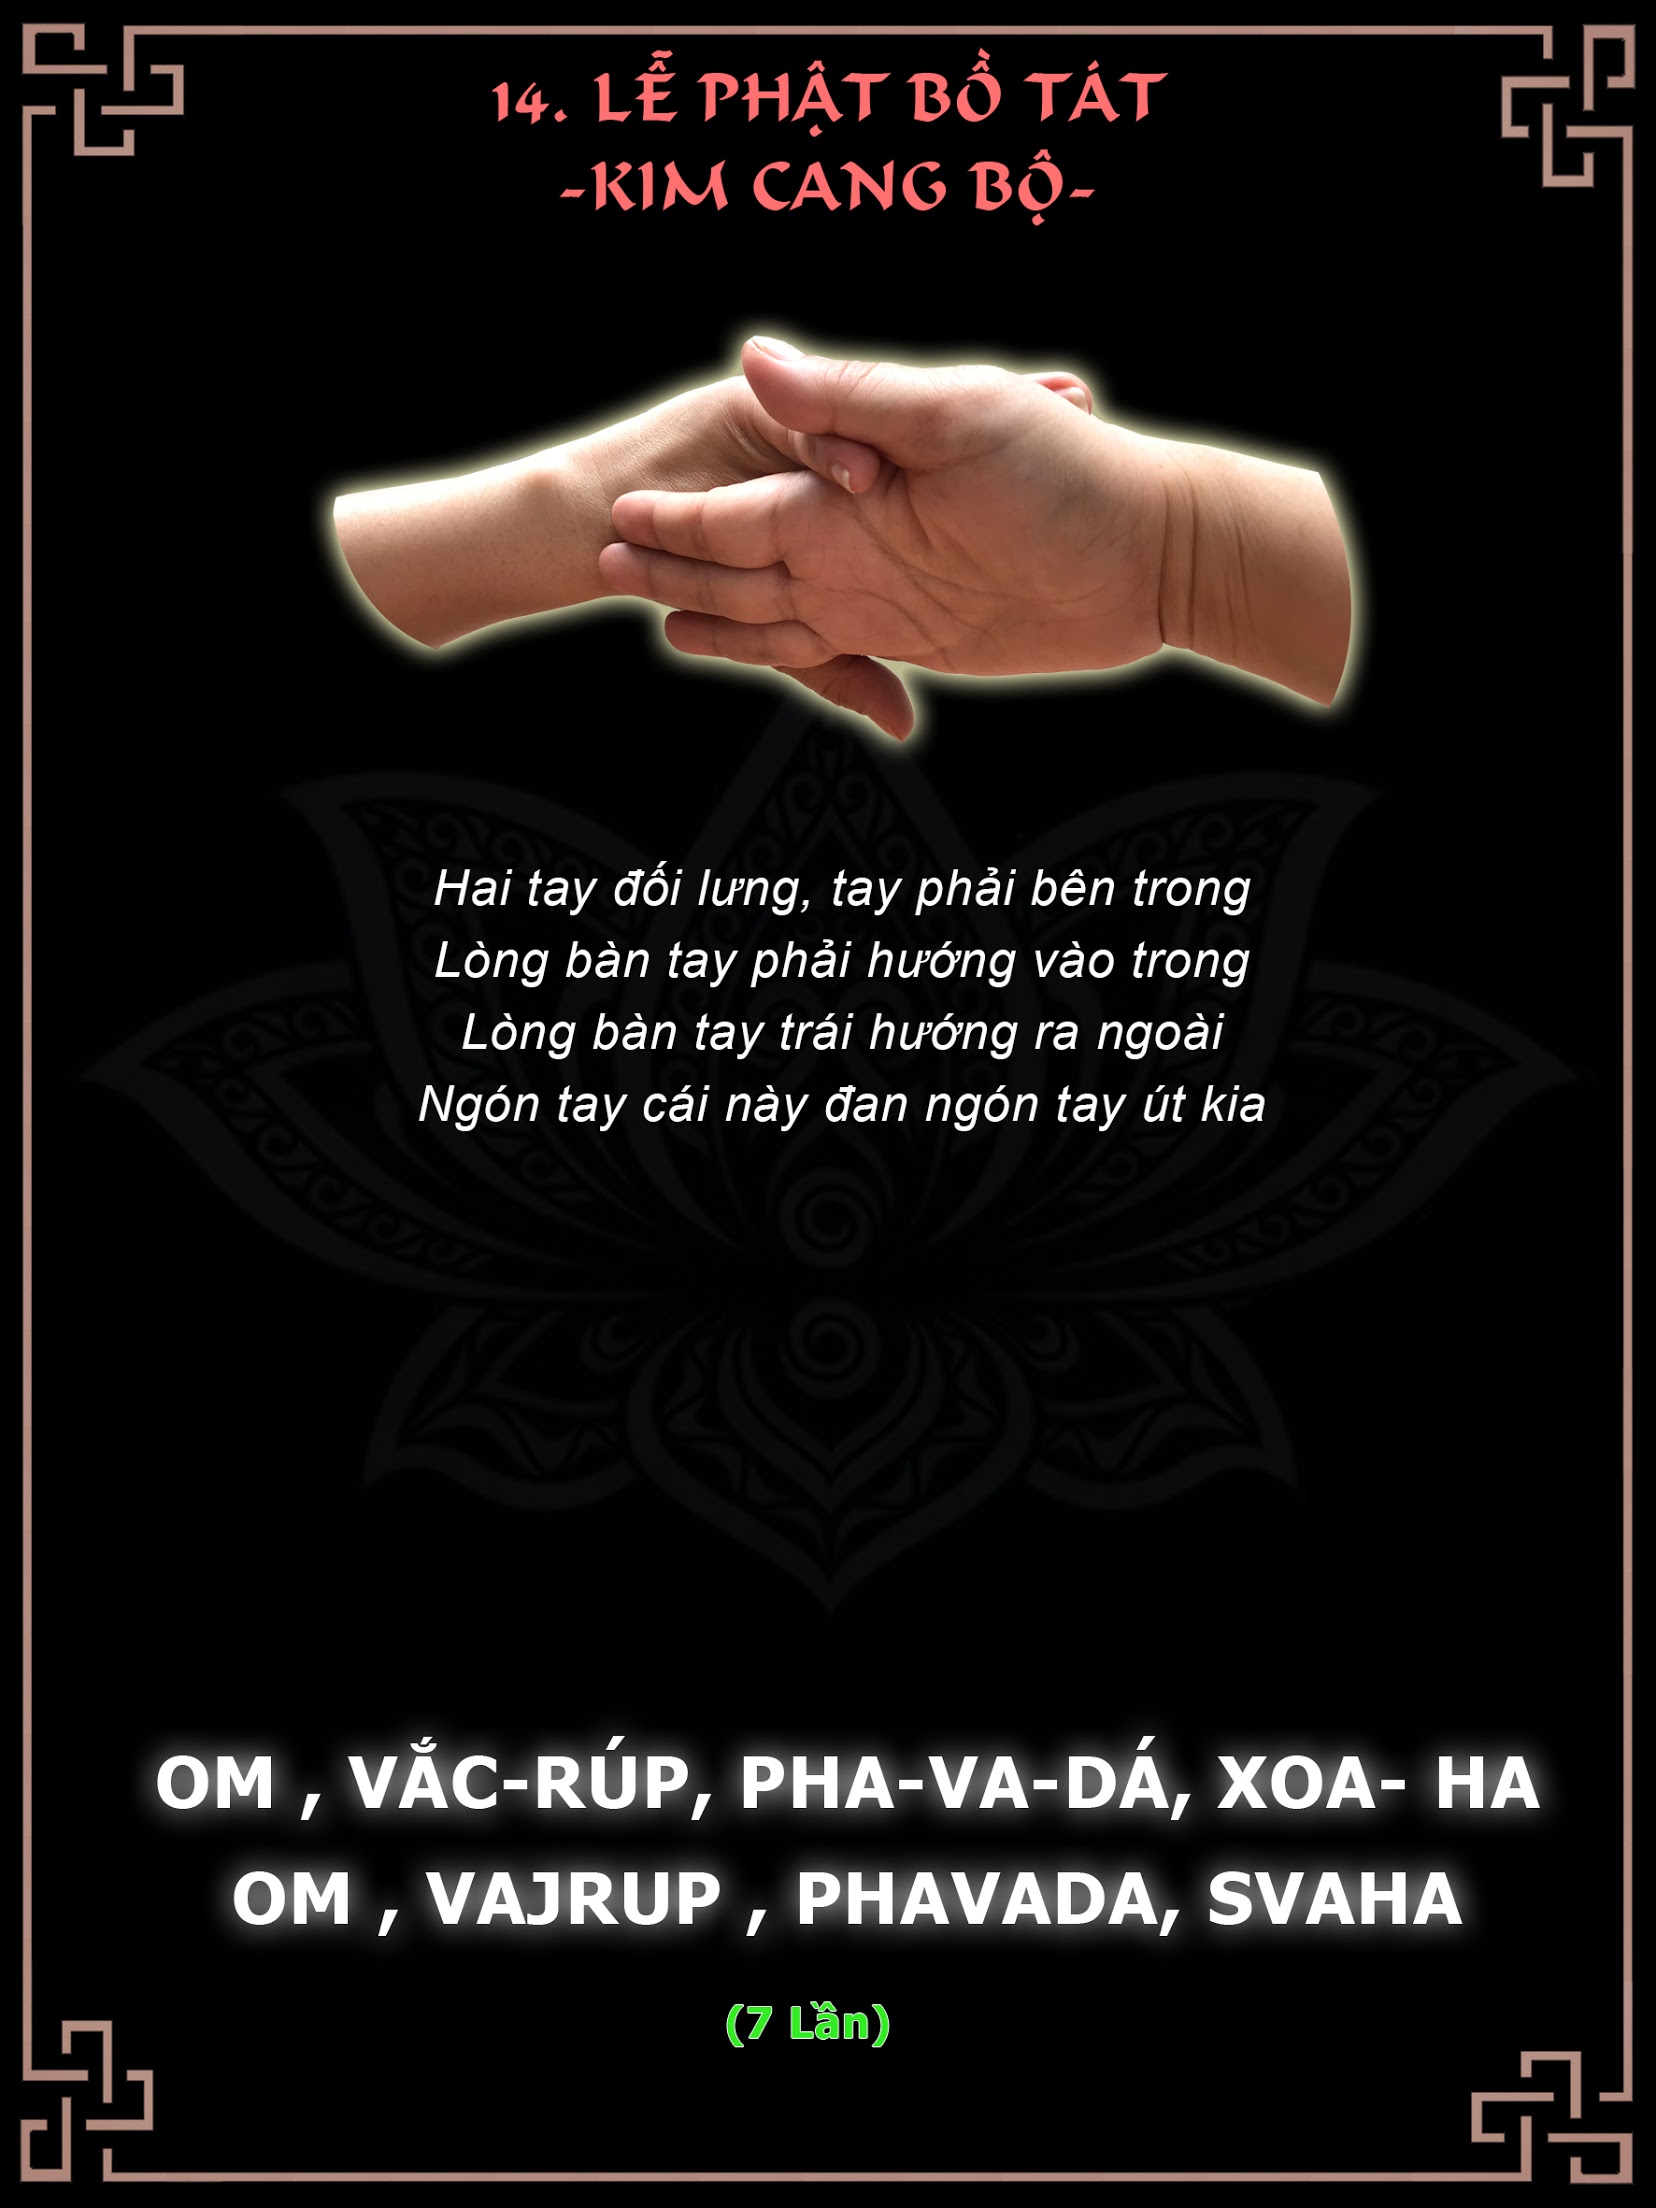 14. LỄ PHẬT BỒ TÁT
-KIM CANG BỘ-
Hai tay đối lưng, tay phải bên trong
Lòng bàn tay phải hướng vào trong
Lòng bàn tay trái hướng ra ngoài
Ngón tay cái này đan ngón tay út kia
OM , VẮC-RÚP, PHA-VA-DÁ, XOA- HA
OM , VAJRUP , PHAVADA, SVAHA
(7 Lần)